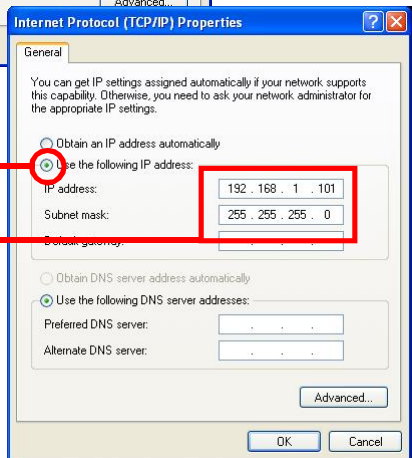 Advanced...
Internet Protocol (TCP/IP) Properties
General
You can get IP settings assigned automatically if your network supports
this capability. Otherwise, you need to ask your network administrator for
the appropriate IP settings.
Obtain an IP address automatically
Use the following IP address:
IP address: 192 . 168 . 1 . 101
Subnet mask: 255 . 255 . 255 . 0
Default gateway: . . .
Obtain DNS server address automatically
Use the following DNS server addresses:
Preferred DNS server: . . .
Alternate DNS server: . . .
Advanced...
OK Cancel